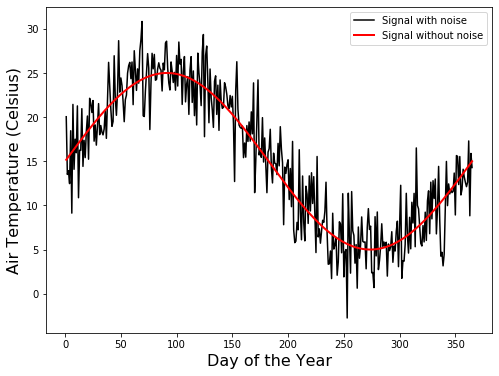 Signal with noise
Signal without noise
Air Temperature (Celsius)
30
25
20
15
10
5
0
0 50 100 150 200 250 300 350
Day of the Year